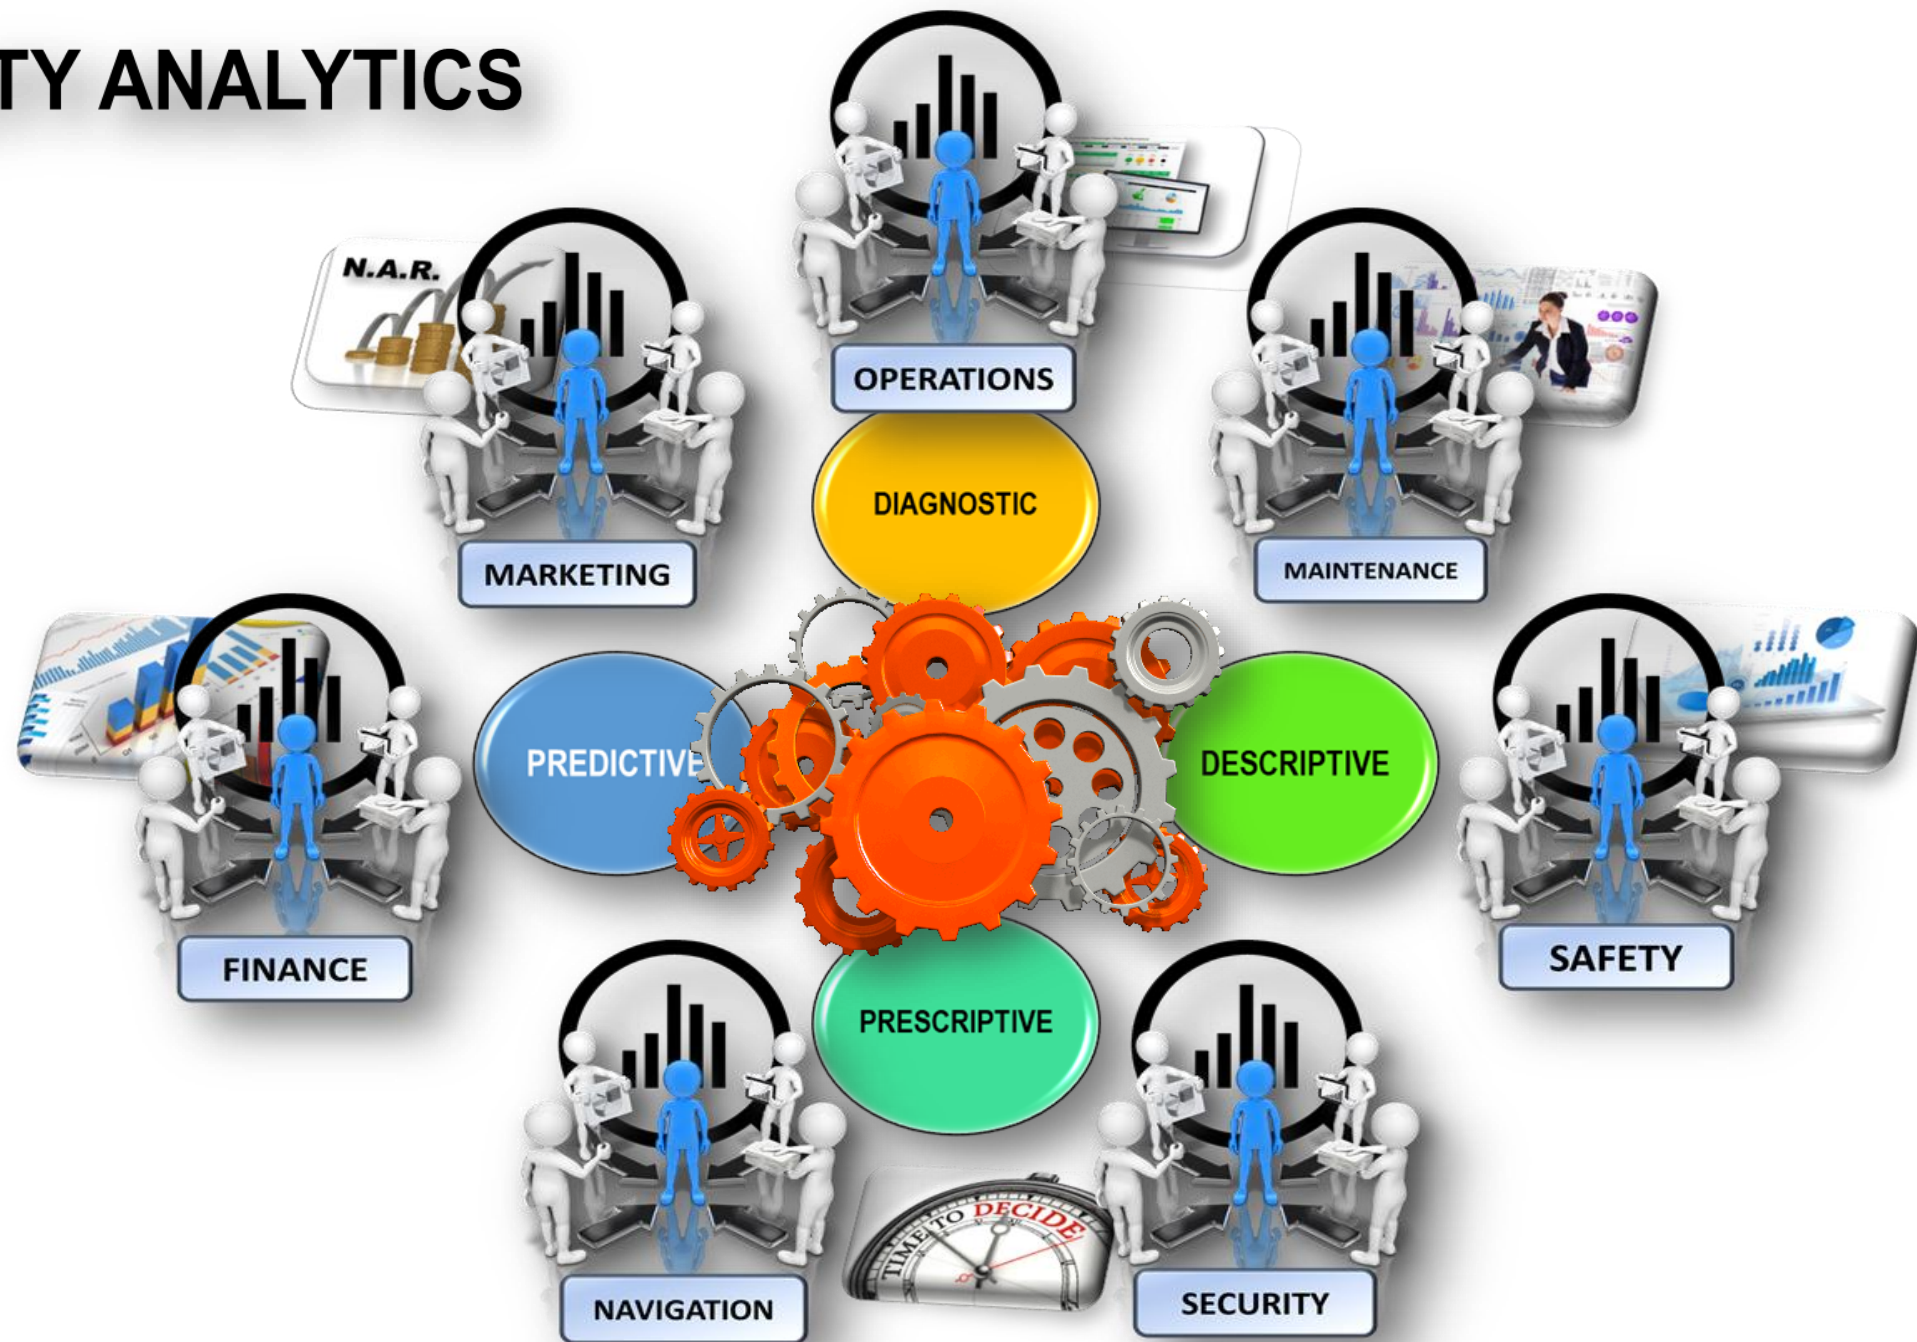 TY ANALYTICS
N.A.R.
OPERATIONS
MARKETING
MAINTENANCE
DIAGNOSTIC
PREDICTIVE
DESCRIPTIVE
FINANCE
SAFETY
PRESCRIPTIVE
TIME TO DECIDE
NAVIGATION
SECURITY